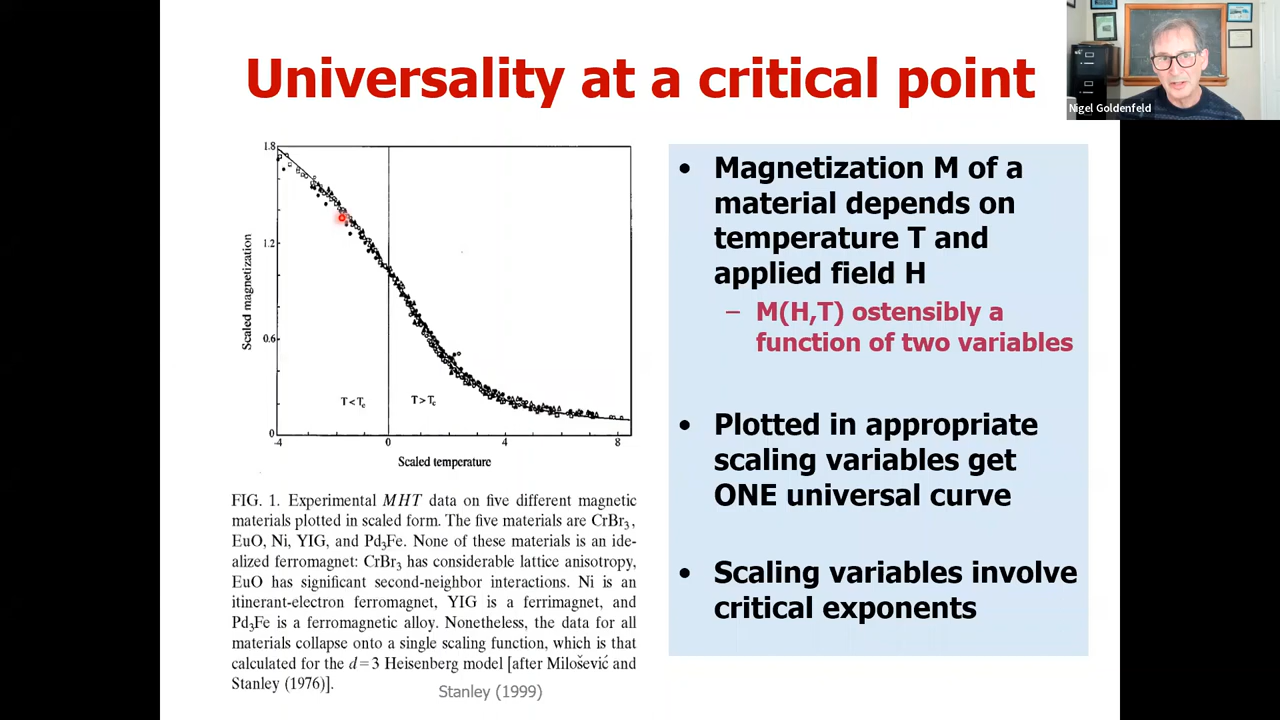 Universality at a critical point
Nigel Goldenfeld
1.8
1.2
0.6
0
-4
0
4
8
Scaled magnetization
T<Tc
T>Tc
Scaled temperature
FIG. 1. Experimental MHT data on five different magnetic
materials plotted in scaled form. The five materials are CrBr3,
EuO, Ni, YIG, and Pd3Fe. None of these materials is an ide-
alized ferromagnet: CrBr3 has considerable lattice anisotropy,
EuO has significant second-neighbor interactions. Ni is an
itinerant-electron ferromagnet, YIG is a ferrimagnet, and
Pd3Fe is a ferromagnetic alloy. Nonetheless, the data for all
materials collapse onto a single scaling function, which is that
calculated for the d=3 Heisenberg model [after Milošević and
Stanley (1976)].
Stanley (1999)
• Magnetization M of a
material depends on
temperature T and
applied field H
– M(H,T) ostensibly a
function of two variables
• Plotted in appropriate
scaling variables get
ONE universal curve
• Scaling variables involve
critical exponents